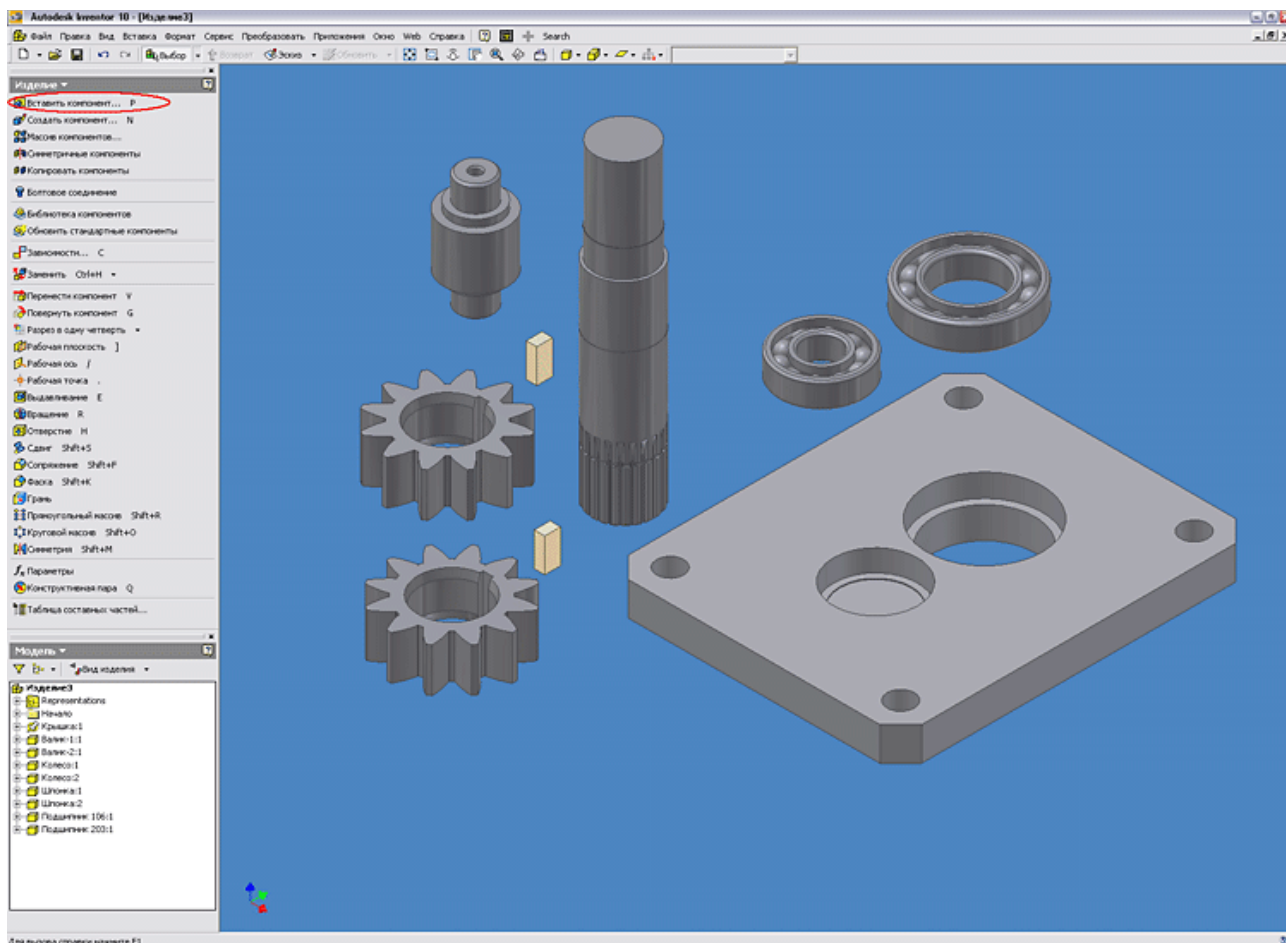 Autodesk Inventor 10 - [Изделие3]
Файл Правка Вид Вставка Формат Сервис Преобразовать Приложения Окно Web Справка Search
Выбор Возврат Эскиз Обновить
Изделие
Вставить компонент... P
Создать компонент... N
Массив компонентов...
Симметричные компоненты
Копировать компоненты
Болтовое соединение
Библиотека компонентов
Обновить стандартные компоненты
Зависимости... C
Заменить Ctrl+H
Перенести компонент V
Повернуть компонент G
Разрез в одну четверть
Рабочая плоскость ]
Рабочая ось /
Рабочая точка .
Выдавливание E
Вращение R
Отверстие H
Сдвиг Shift+S
Сопряжение Shift+F
Фаска Shift+K
Грань
Прямоугольный массив Shift+R
Круговой массив Shift+O
Симметрия Shift+M
Параметры
Конструктивная пара Q
Таблица составных частей...
Модель
Вид изделия
Изделие3
Representations
Начало
Крышка:1
Валик-1:1
Валик-2:1
Колесо:1
Колесо:2
Шпонка:1
Шпонка:2
Подшипник 106:1
Подшипник 203:1
Для вызова справки нажмите F1